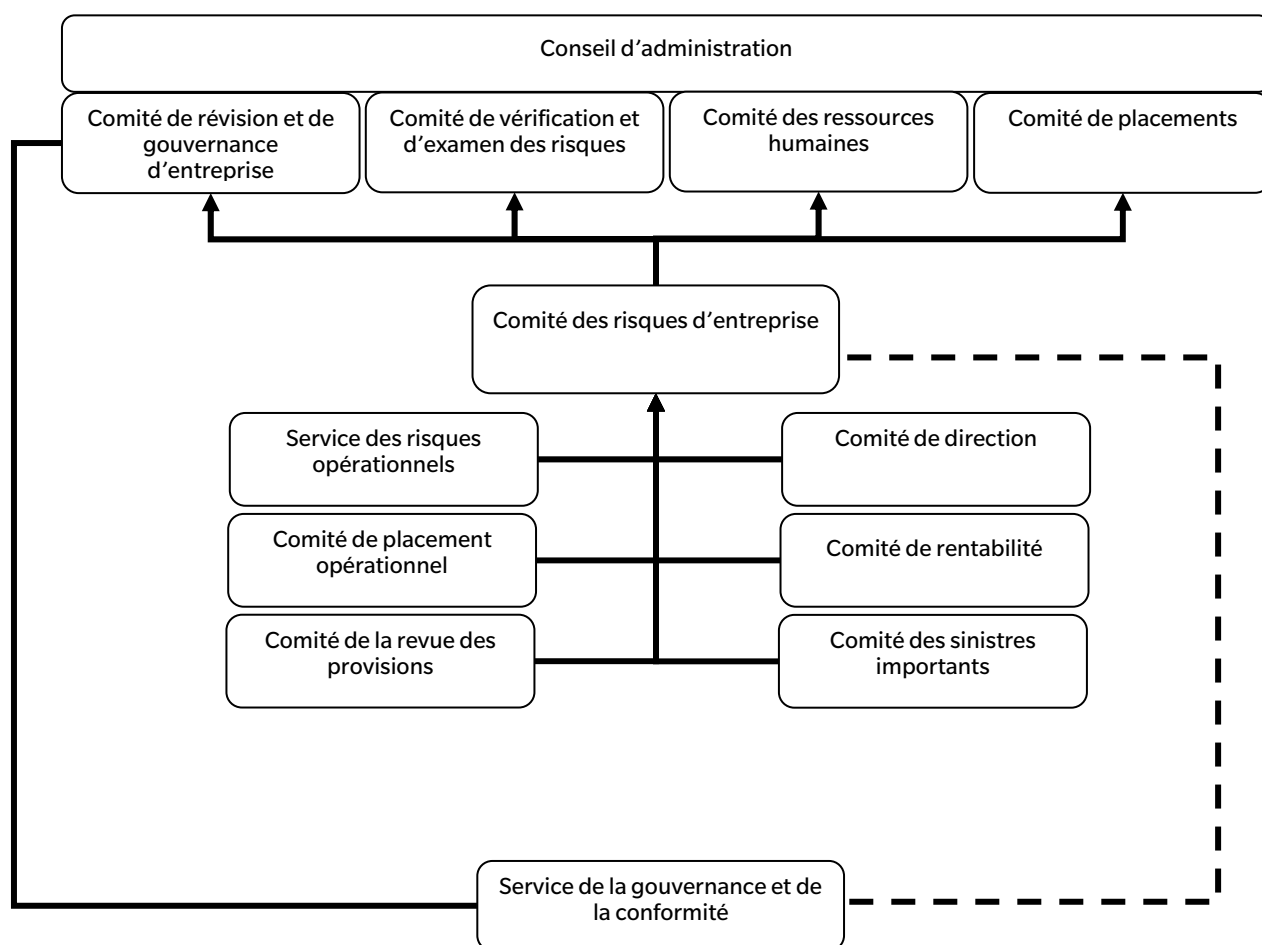 Conseil d’administration
Comité de révision et de
gouvernance
d’entreprise
Comité de vérification et
d’examen des risques
Comité des ressources
humaines
Comité de placements
Comité des risques d’entreprise
Service des risques
opérationnels
Comité de direction
Comité de placement
opérationnel
Comité de rentabilité
Comité de la revue des
provisions
Comité des sinistres
importants
Service de la gouvernance et de
la conformité